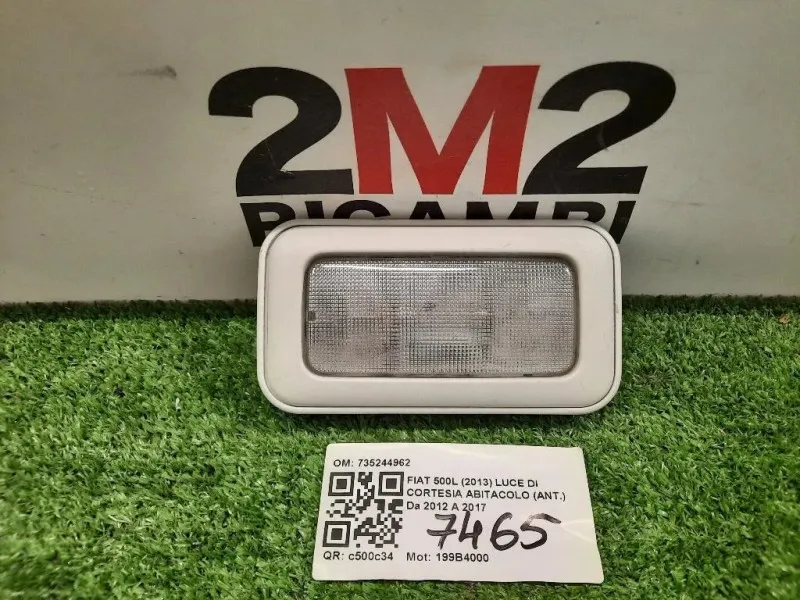 2M2
RICAMBI
OM: 735244962
FIAT 500L (2013) LUCE DI
CORTESIA ABITACOLO (ANT.)
Da 2012 A 2017
7465
QR: c500c34 Mot: 199B4000